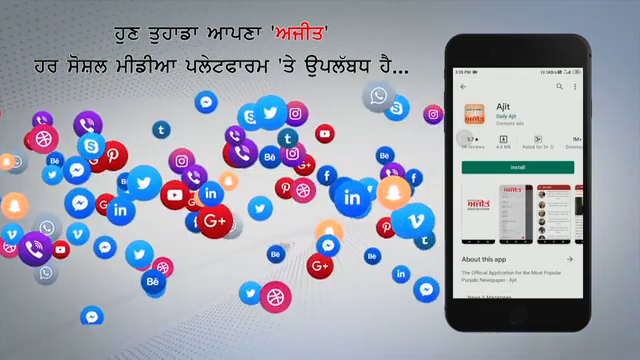 ਹੁਣ ਤੁਹਾਡਾ ਆਪਣਾ 'ਅਜੀਤ'
ਹਰ ਸੋਸ਼ਲ ਮੀਡੀਆ ਪਲੇਟਫਾਰਮ 'ਤੇ ਉਪਲੱਬਧ ਹੈ...
Ajit
Daily Ajit
Contains ads
Install
About this app
The Official Application for the Most Popular
Punjabi Newspaper - Ajit